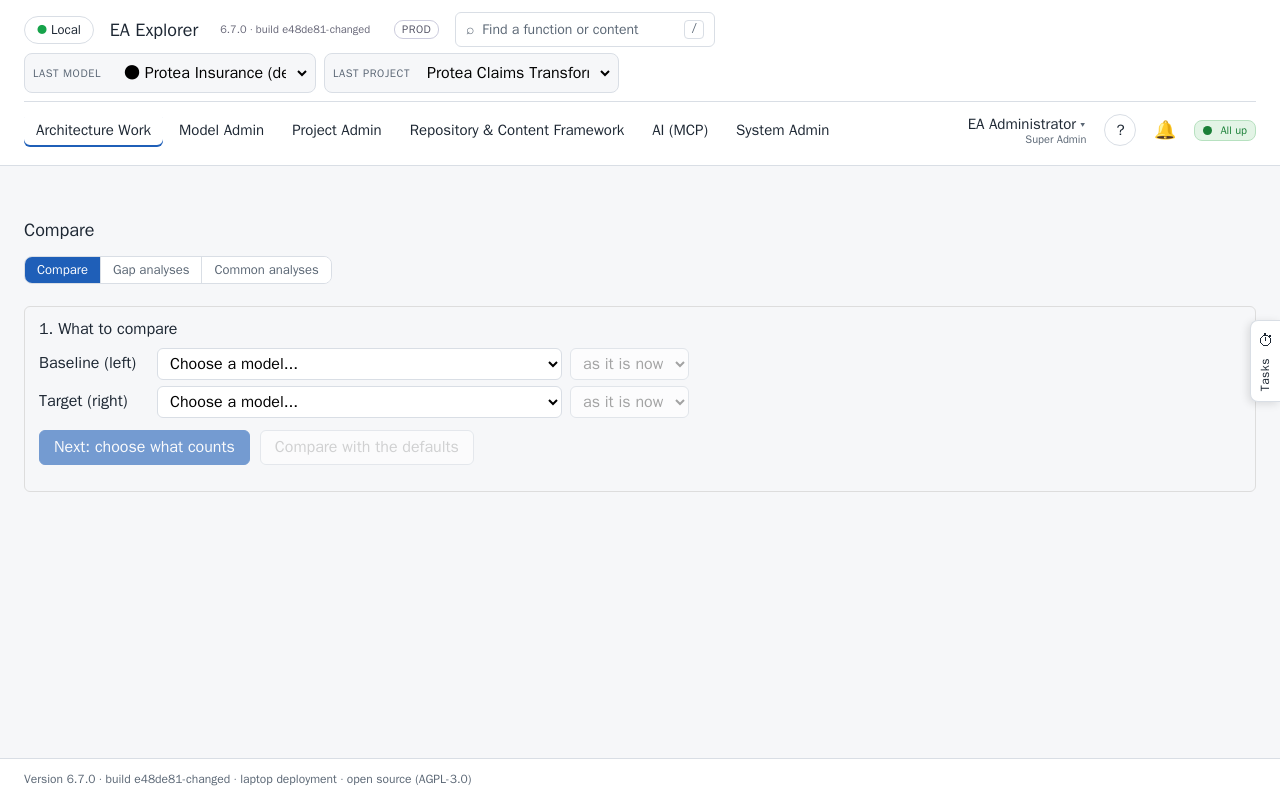 Local
EA Explorer
6.7.0 · build e48de81-changed
PROD
Find a function or content
/
LAST MODEL
Protea Insurance (de
LAST PROJECT
Protea Claims Transfor
Architecture Work
Model Admin
Project Admin
Repository & Content Framework
AI (MCP)
System Admin
EA Administrator
Super Admin
?
All up
Compare
Compare
Gap analyses
Common analyses
1. What to compare
Baseline (left)
Choose a model...
as it is now
Target (right)
Choose a model...
as it is now
Next: choose what counts
Compare with the defaults
Tasks
Version 6.7.0 · build e48de81-changed · laptop deployment · open source (AGPL-3.0)